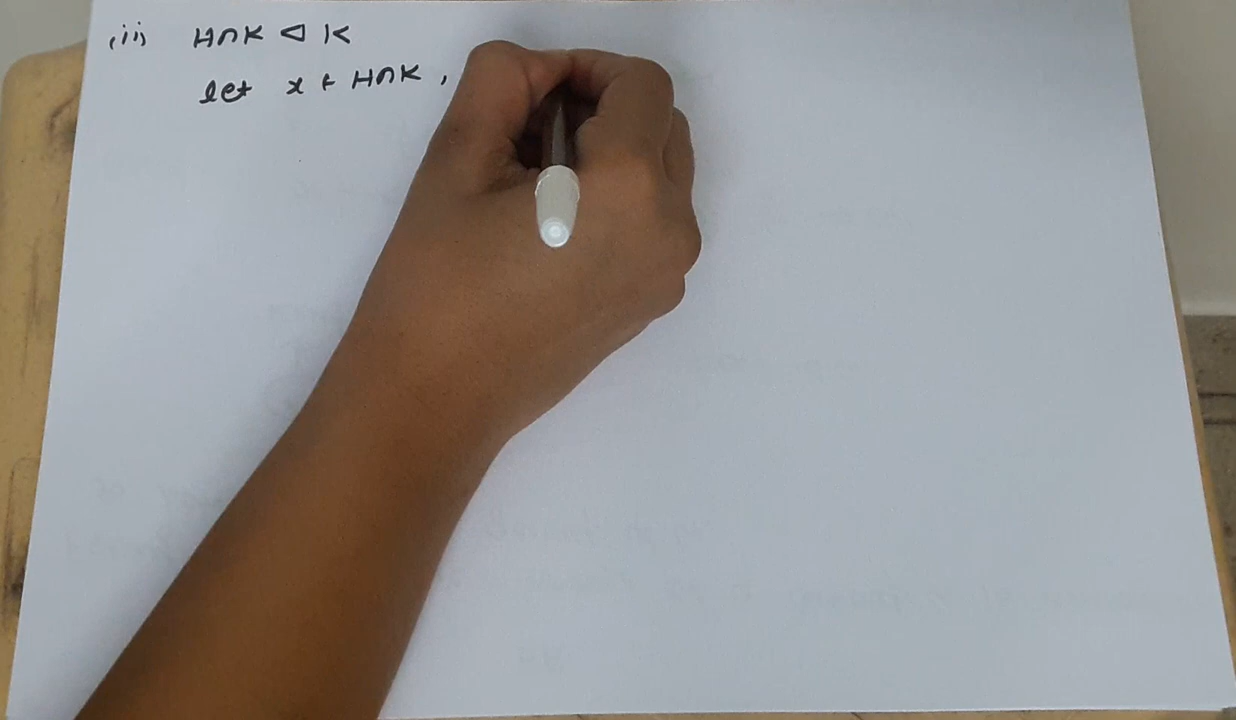 (ii) H∩K ⊲ K
let x ∈ H∩K ,